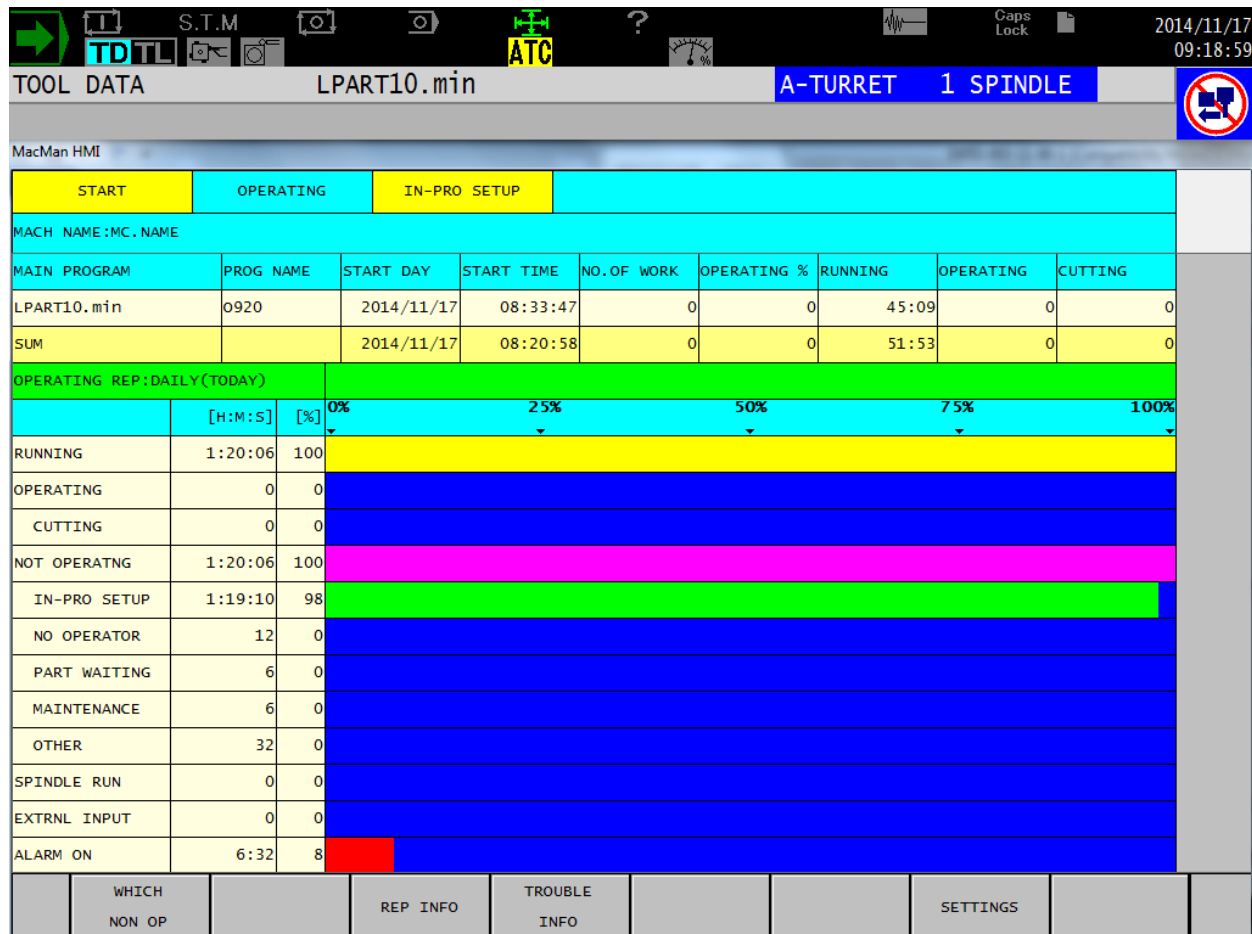 S.T.M ? Caps
Lock 2014/11/17
TD TL ATC % 09:18:59
TOOL DATA LPART10.min A-TURRET 1 SPINDLE
MacMan HMI
START OPERATING IN-PRO SETUP
MACH NAME:MC.NAME
MAIN PROGRAM PROG NAME START DAY START TIME NO.OF WORK OPERATING % RUNNING OPERATING CUTTING
LPART10.min O920 2014/11/17 08:33:47 0 0 45:09 0 0
SUM 2014/11/17 08:20:58 0 0 51:53 0 0
OPERATING REP:DAILY(TODAY)
[H:M:S] [%] 0% 25% 50% 75% 100%
RUNNING 1:20:06 100
OPERATING 0 0
CUTTING 0 0
NOT OPERATNG 1:20:06 100
IN-PRO SETUP 1:19:10 98
NO OPERATOR 12 0
PART WAITING 6 0
MAINTENANCE 6 0
OTHER 32 0
SPINDLE RUN 0 0
EXTRNL INPUT 0 0
ALARM ON 6:32 8
WHICH
NON OP
REP INFO
TROUBLE
INFO
SETTINGS